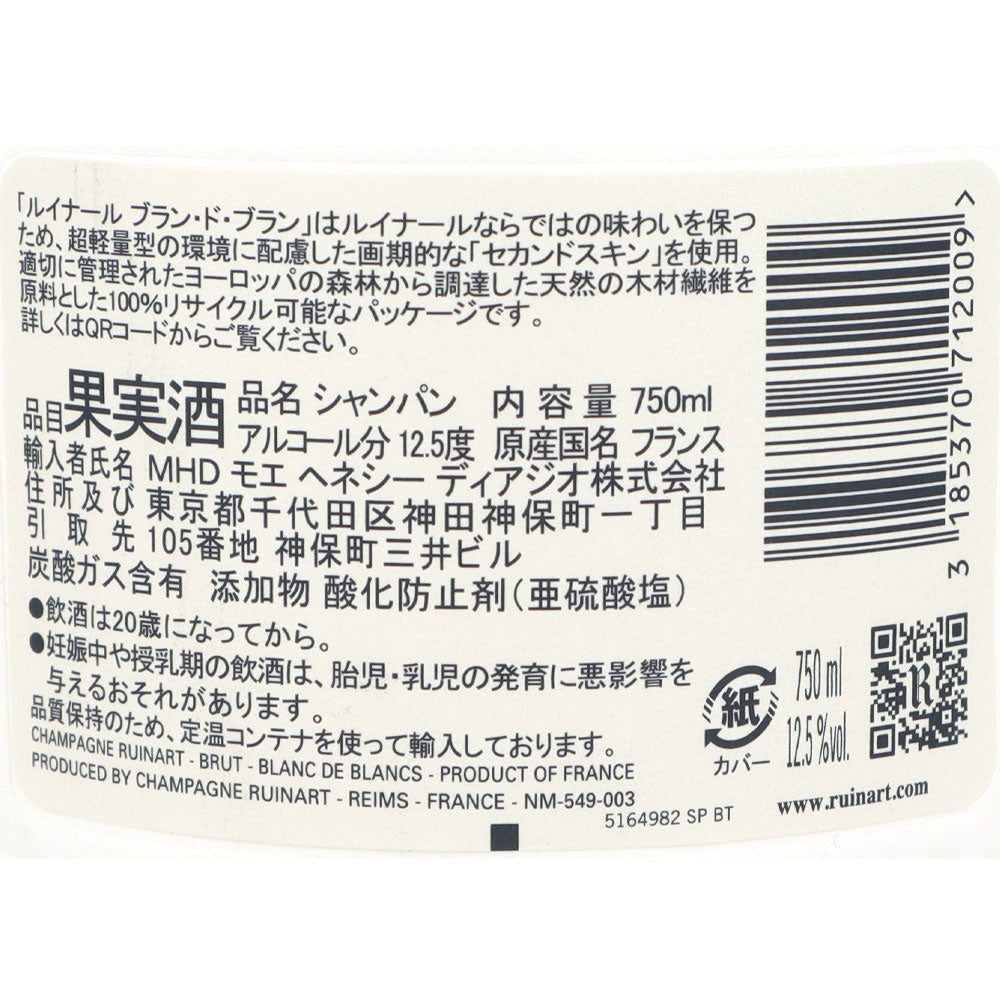 「ルイナール ブラン・ド・ブラン」はルイナールならではの味わいを保つ
ため、超軽量型の環境に配慮した画期的な「セカンドスキン」を使用。
適切に管理されたヨーロッパの森林から調達した天然の木材繊維を
原料とした100%リサイクル可能なパッケージです。
詳しくはQRコードからご覧ください。
品目果実酒 品名 シャンパン 内容量 750ml
アルコール分 12.5度 原産国名 フランス
輸入者氏名 MHD モエ ヘネシー ディアジオ株式会社
住所及び 東京都千代田区神田神保町一丁目
引取先 105番地 神保町三井ビル
炭酸ガス含有 添加物 酸化防止剤(亜硫酸塩)
●飲酒は20歳になってから。
●妊娠中や授乳期の飲酒は、胎児・乳児の発育に悪影響を
与えるおそれがあります。
品質保持のため、定温コンテナを使って輸入しております。
CHAMPAGNE RUINART - BRUT - BLANC DE BLANCS - PRODUCT OF FRANCE
PRODUCED BY CHAMPAGNE RUINART - REIMS - FRANCE - NM-549-003
5164982 SP BT
3 185370 712009 >
紙
カバー
750 ml
12.5 %vol.
R
www.ruinart.com